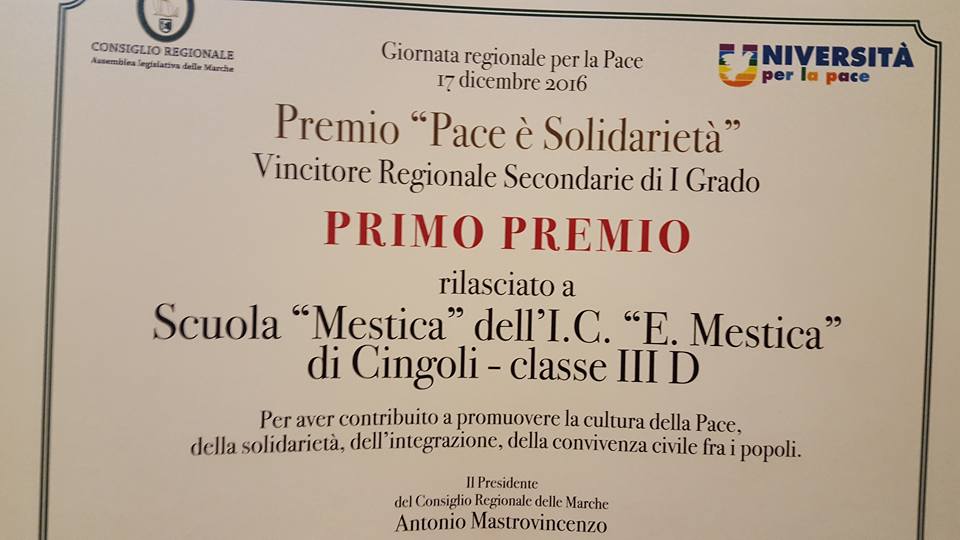 CONSIGLIO REGIONALE
Assemblea legislativa delle Marche
Giornata regionale per la Pace
17 dicembre 2016
UNIVERSITÀ
per la pace
Premio “Pace è Solidarietà”
Vincitore Regionale Secondarie di I Grado
PRIMO PREMIO
rilasciato a
Scuola “Mestica” dell’I.C. “E. Mestica”
di Cingoli – classe III D
Per aver contribuito a promuovere la cultura della Pace,
della solidarietà, dell’integrazione, della convivenza civile fra i popoli.
Il Presidente
del Consiglio Regionale delle Marche
Antonio Mastrovincenzo